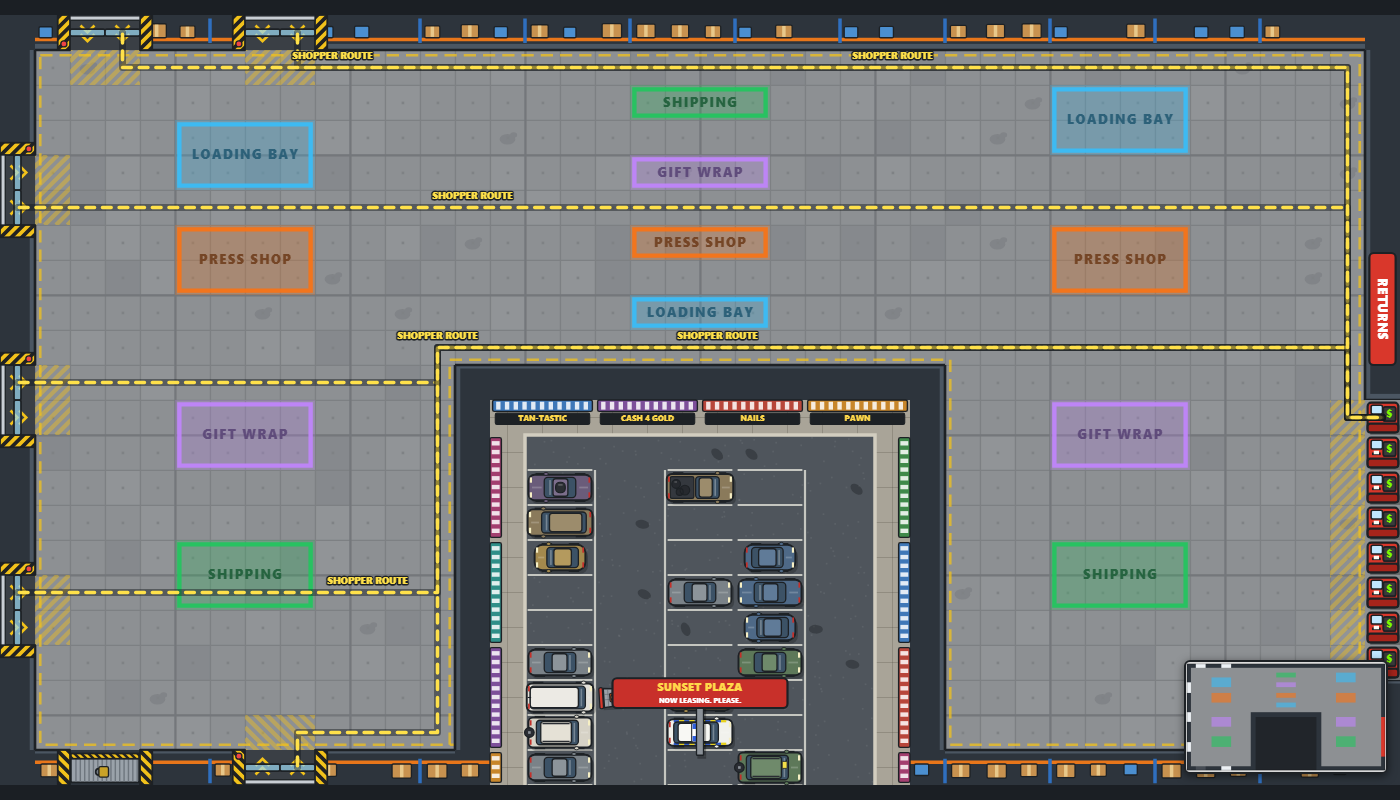 SHOPPER ROUTE
SHOPPER ROUTE
SHIPPING
LOADING BAY
LOADING BAY
GIFT WRAP
SHOPPER ROUTE
PRESS SHOP
PRESS SHOP
PRESS SHOP
RETURNS
LOADING BAY
SHOPPER ROUTE
SHOPPER ROUTE
TAN-TASTIC
CASH 4 GOLD
NAILS
PAWN
$
GIFT WRAP
GIFT WRAP
$
$
$
SHIPPING
SHIPPING
$
SHOPPER ROUTE
$
$
$
SUNSET PLAZA
NOW LEASING. PLEASE.